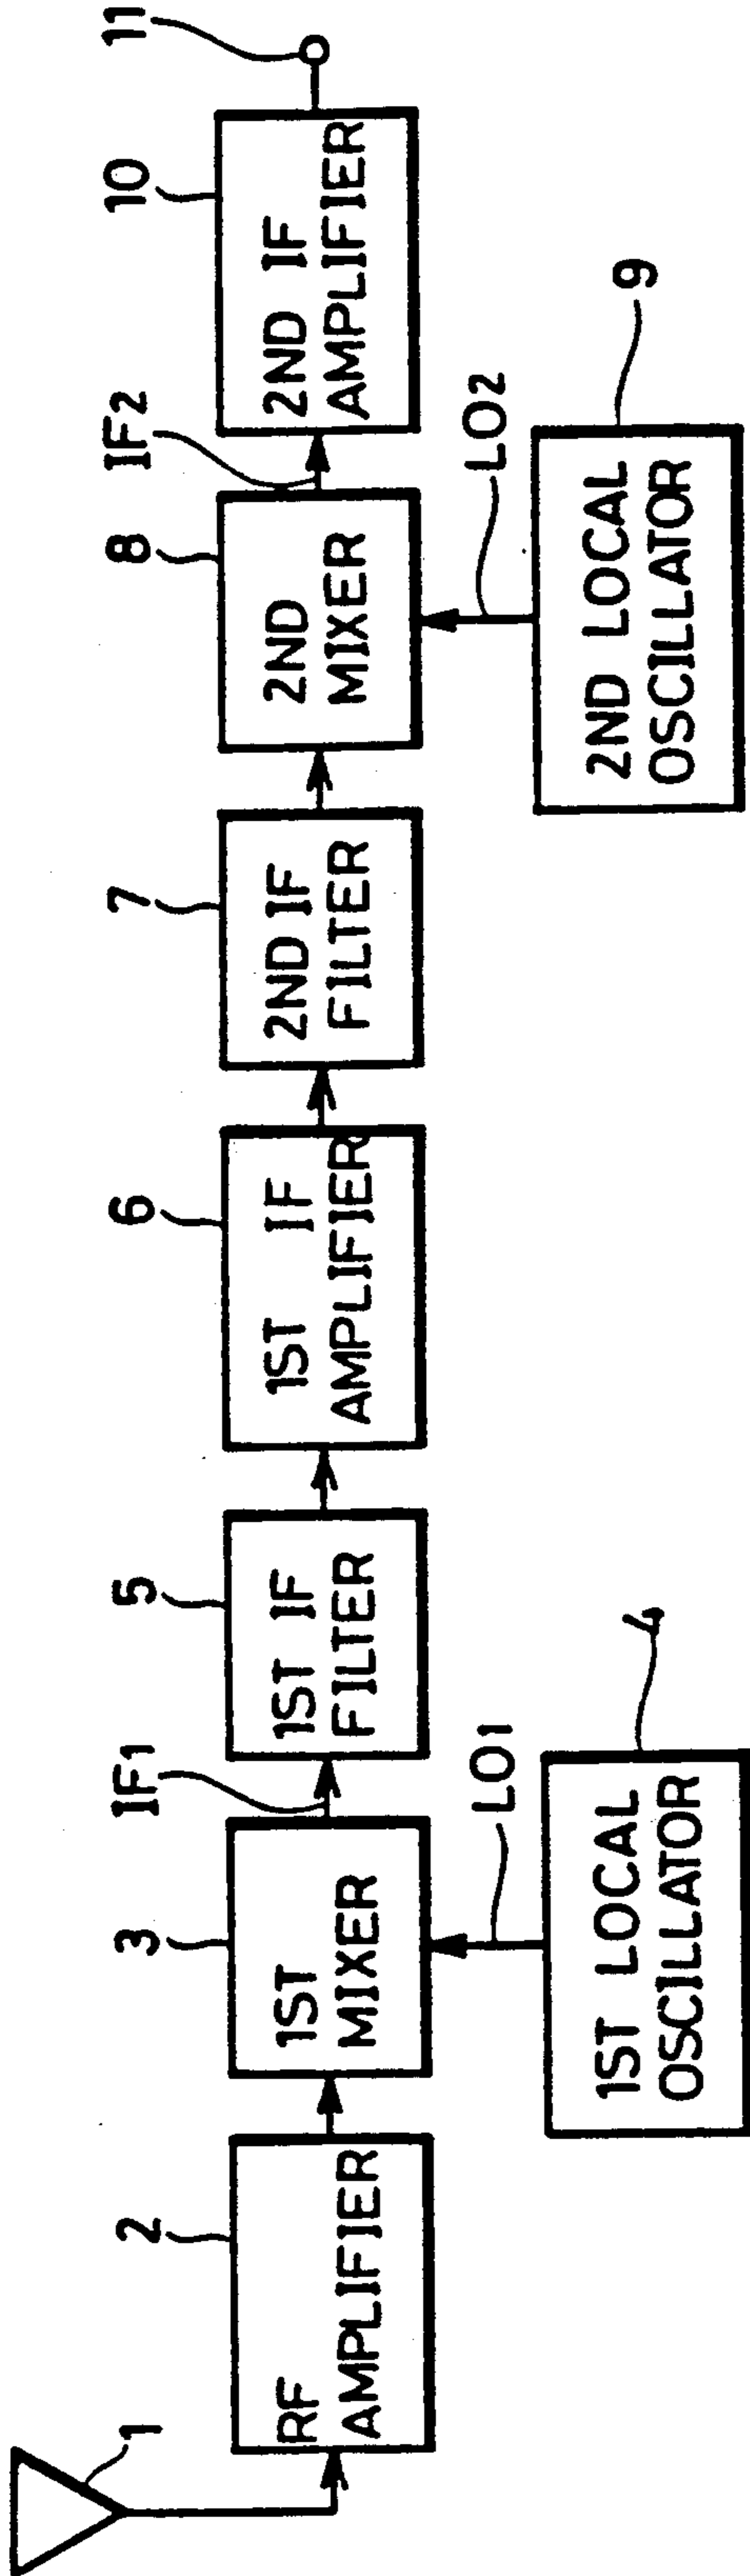 1
2
RF
AMPLIFIER
3
1ST
MIXER
IF1
LO1
4
1ST LOCAL
OSCILLATOR
5
1ST IF
FILTER
6
1ST IF
AMPLIFIER
7
2ND IF
FILTER
8
2ND
MIXER
IF2
LO2
9
2ND LOCAL
OSCILLATOR
10
2ND IF
AMPLIFIER
11